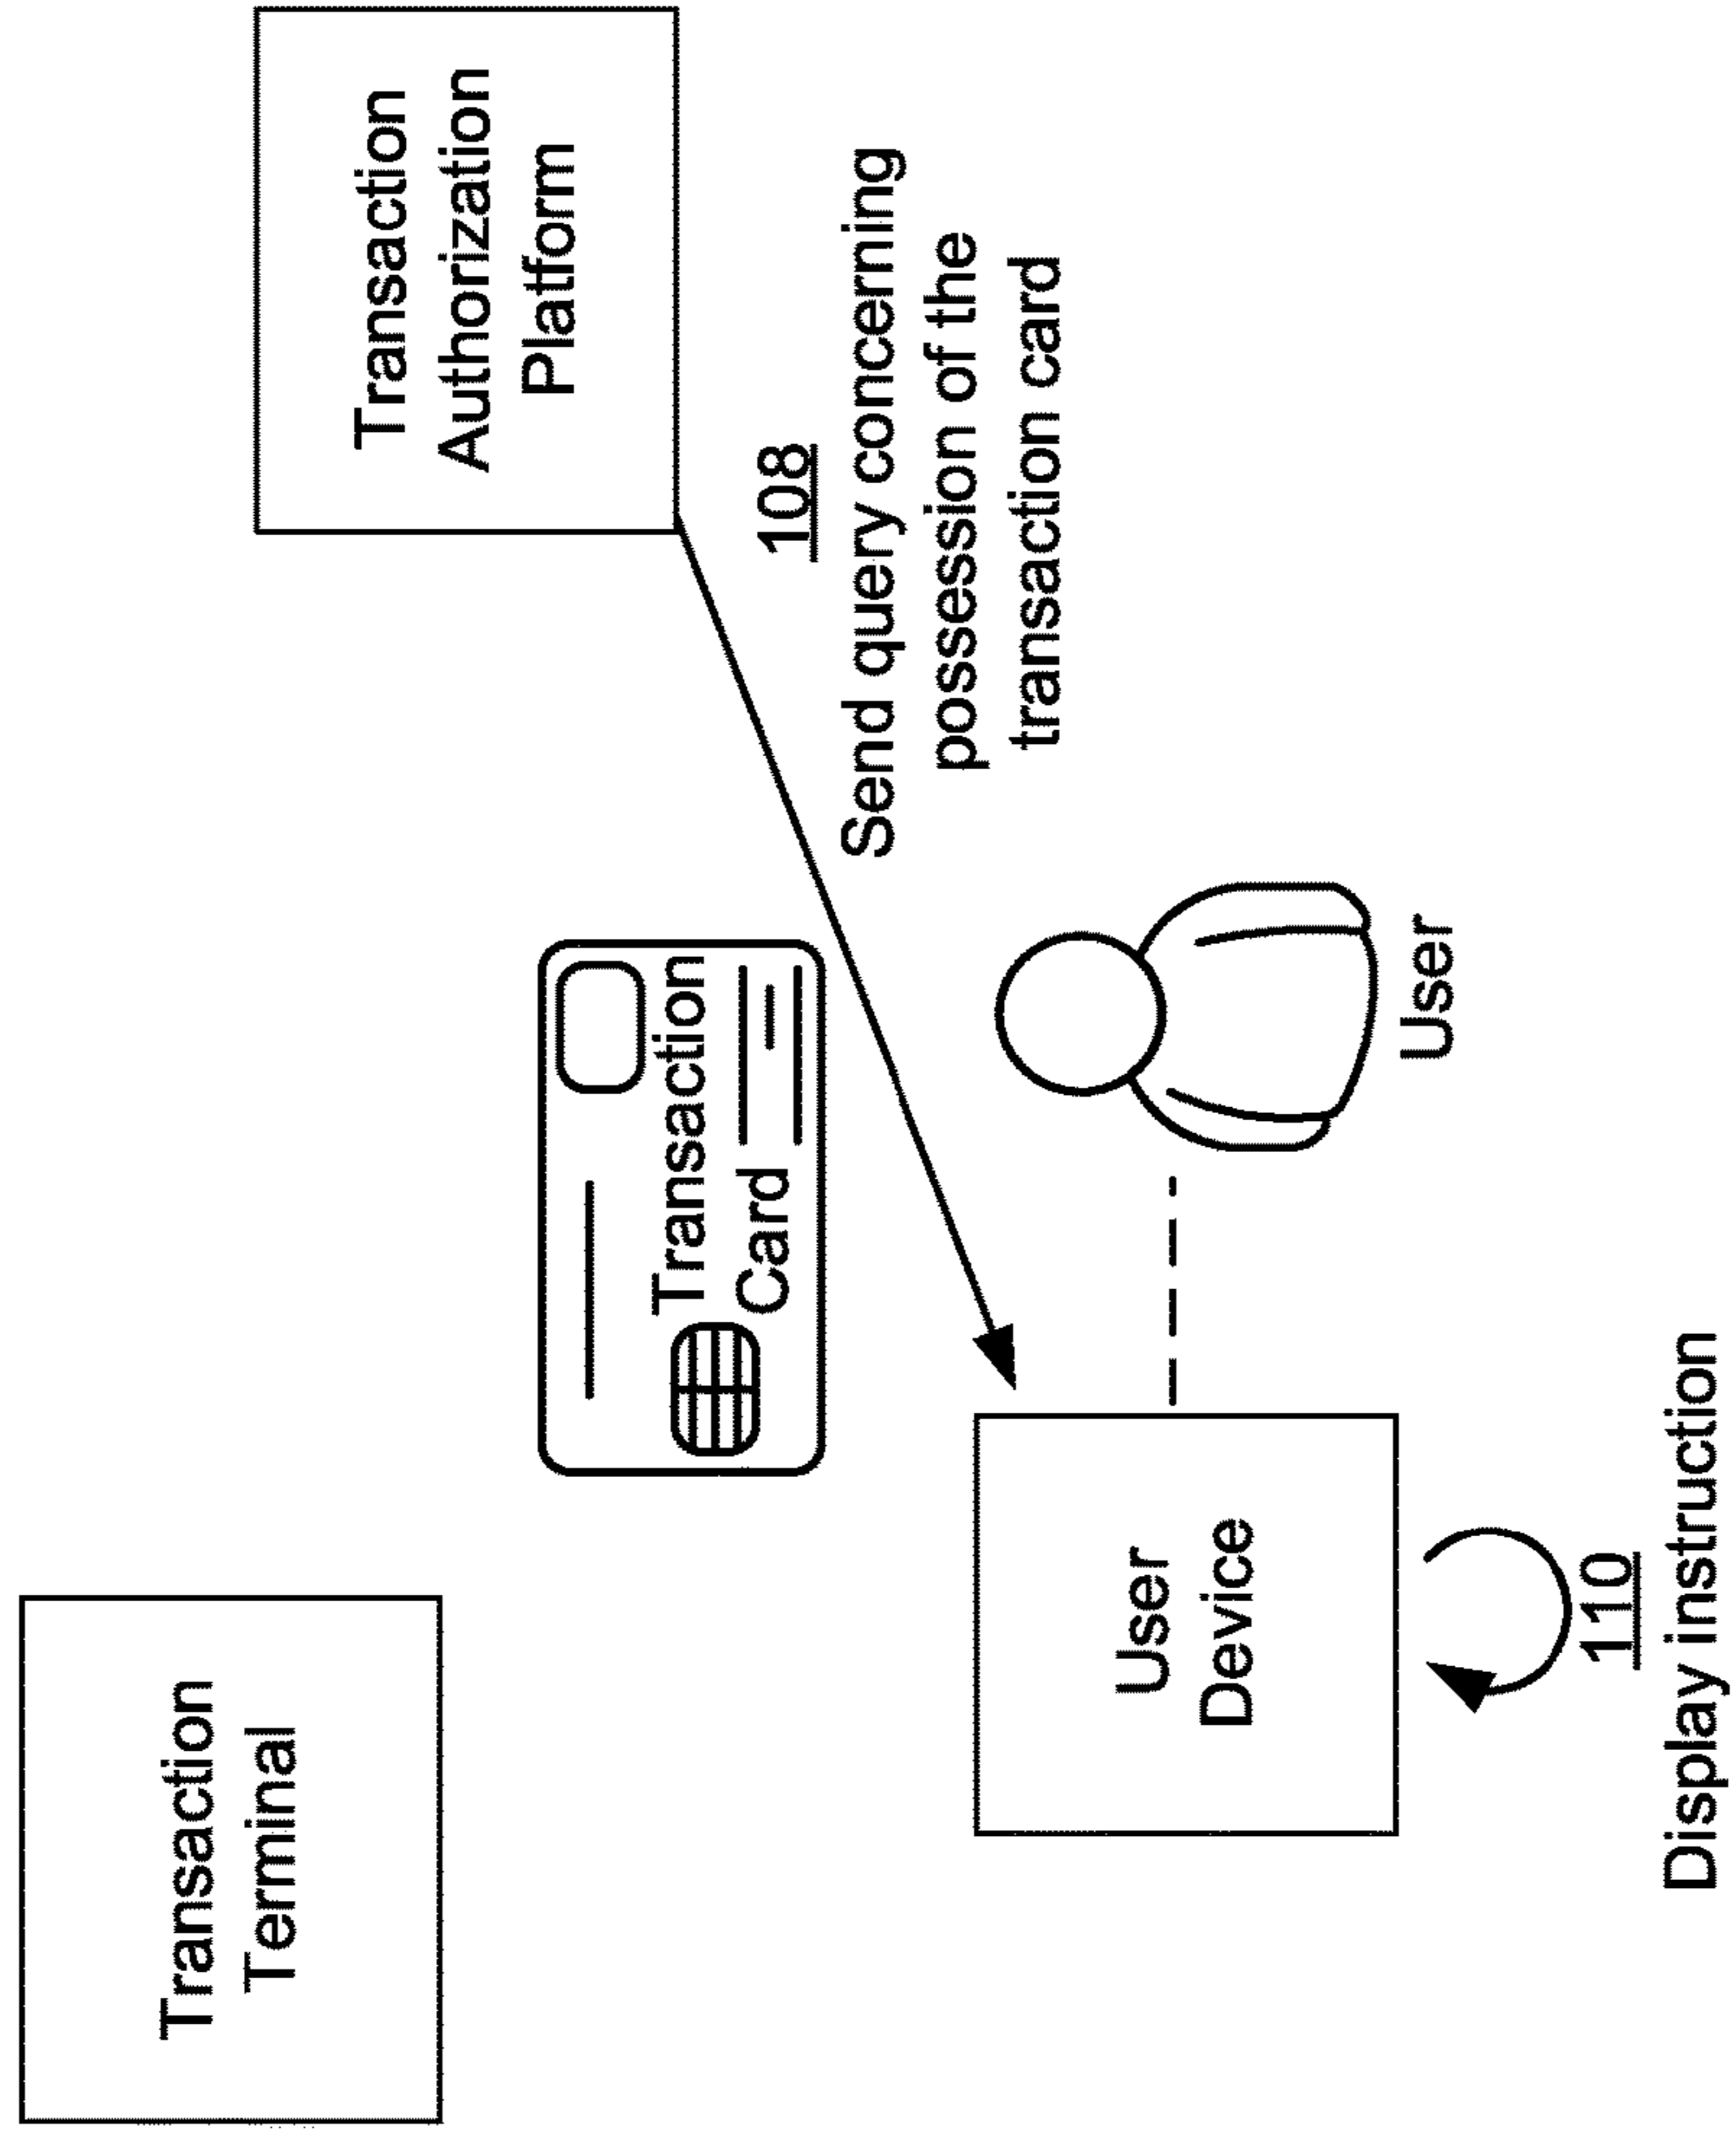 Transaction
Terminal
Transaction
Authorization
Platform
Transaction
Card
108
Send query concerning
possession of the
transaction card
User
Device
User
110
Display instruction